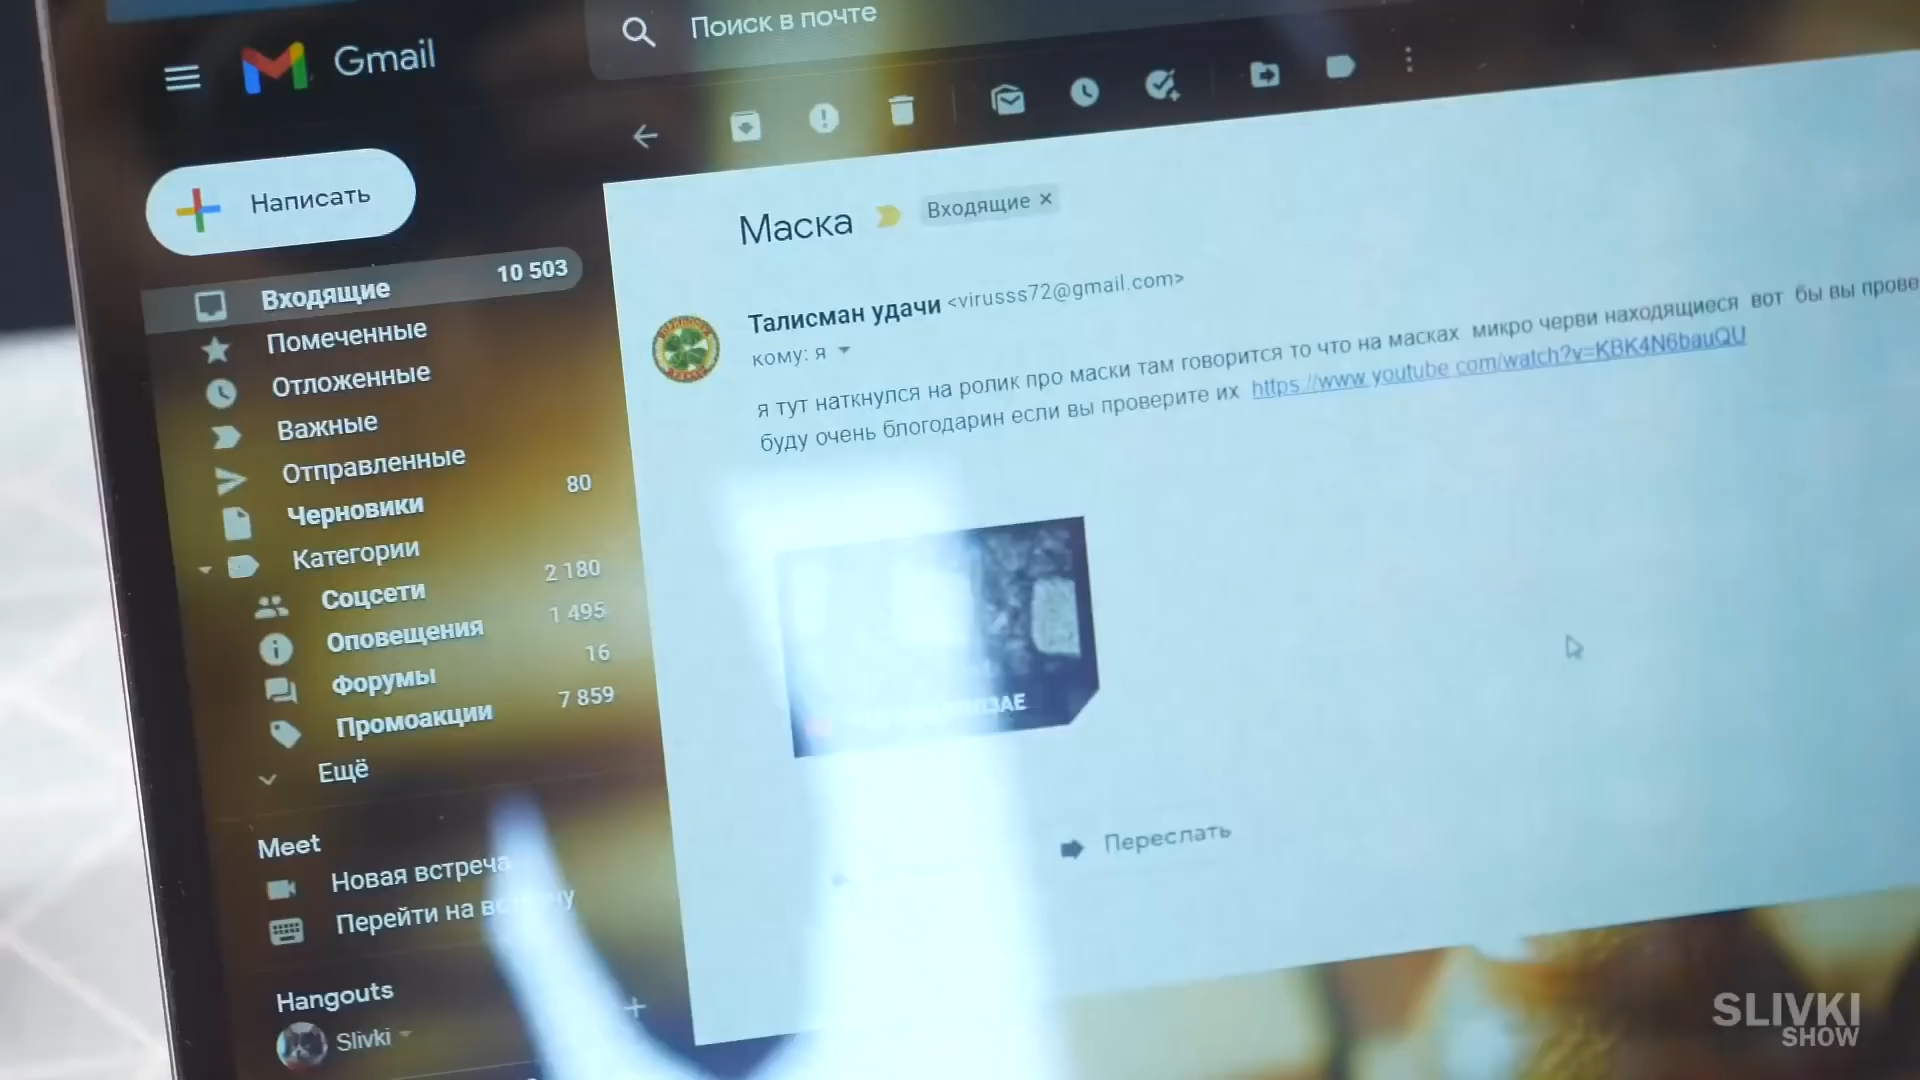 Gmail
Поиск в почте
Написать
Входящие 10 503
Помеченные
Отложенные
Важные
Отправленные
Черновики 80
Категории
Соцсети 2 180
Оповещения 1 495
Форумы 16
Промоакции 7 859
Ещё
Meet
Новая встреча
Перейти на
Hangouts
Slivki
Маска Входящие ×
Талисман удачи <virusss72@gmail.com>
кому: я
я тут наткнулся на ролик про маски там говорится то что на масках микро черви находящиеся вот бы вы прове
буду очень блогодарин если вы проверите их https://www.youtube.com/watch?v=KBK4N6bauQU
Переслать
SLIVKI
SHOW